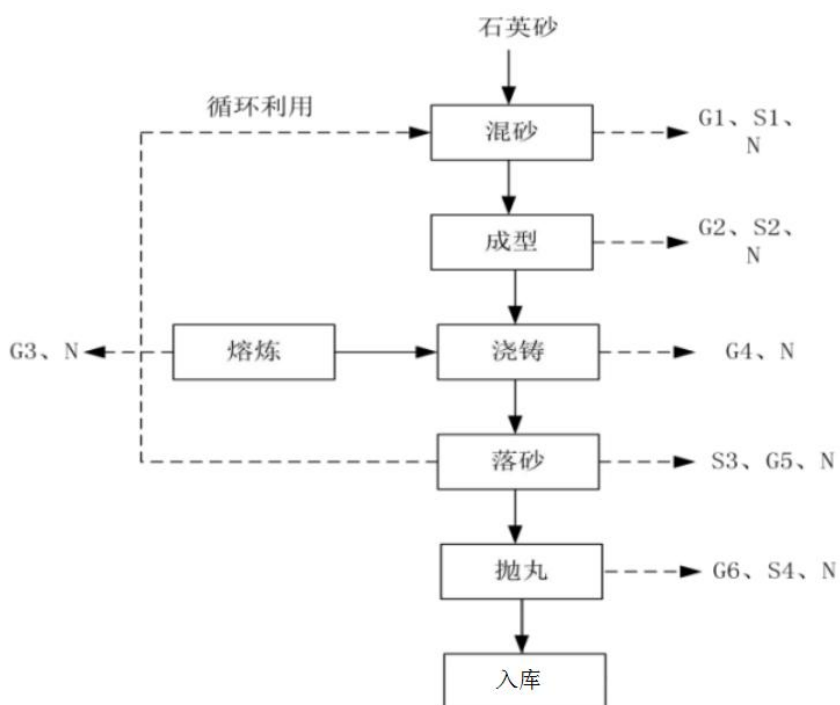 石英砂
循环利用
混砂
G1、S1、
N
成型
G2、S2、
N
G3、N
熔炼
浇铸
G4、N
落砂
S3、G5、N
抛丸
G6、S4、N
入库